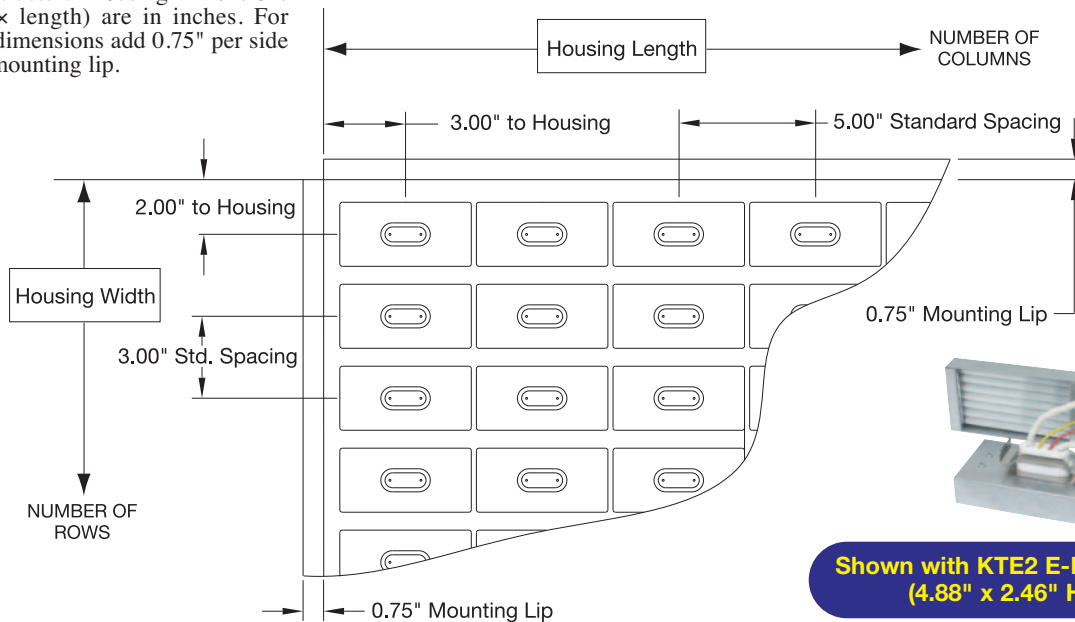 × length) are in inches. For
dimensions add 0.75" per side
mounting lip.
Housing Length
NUMBER OF
COLUMNS
3.00" to Housing
5.00" Standard Spacing
2.00" to Housing
Housing Width
0.75" Mounting Lip
3.00" Std. Spacing
NUMBER OF
ROWS
Shown with KTE2
(4.88" x 2.46"
0.75" Mounting Lip